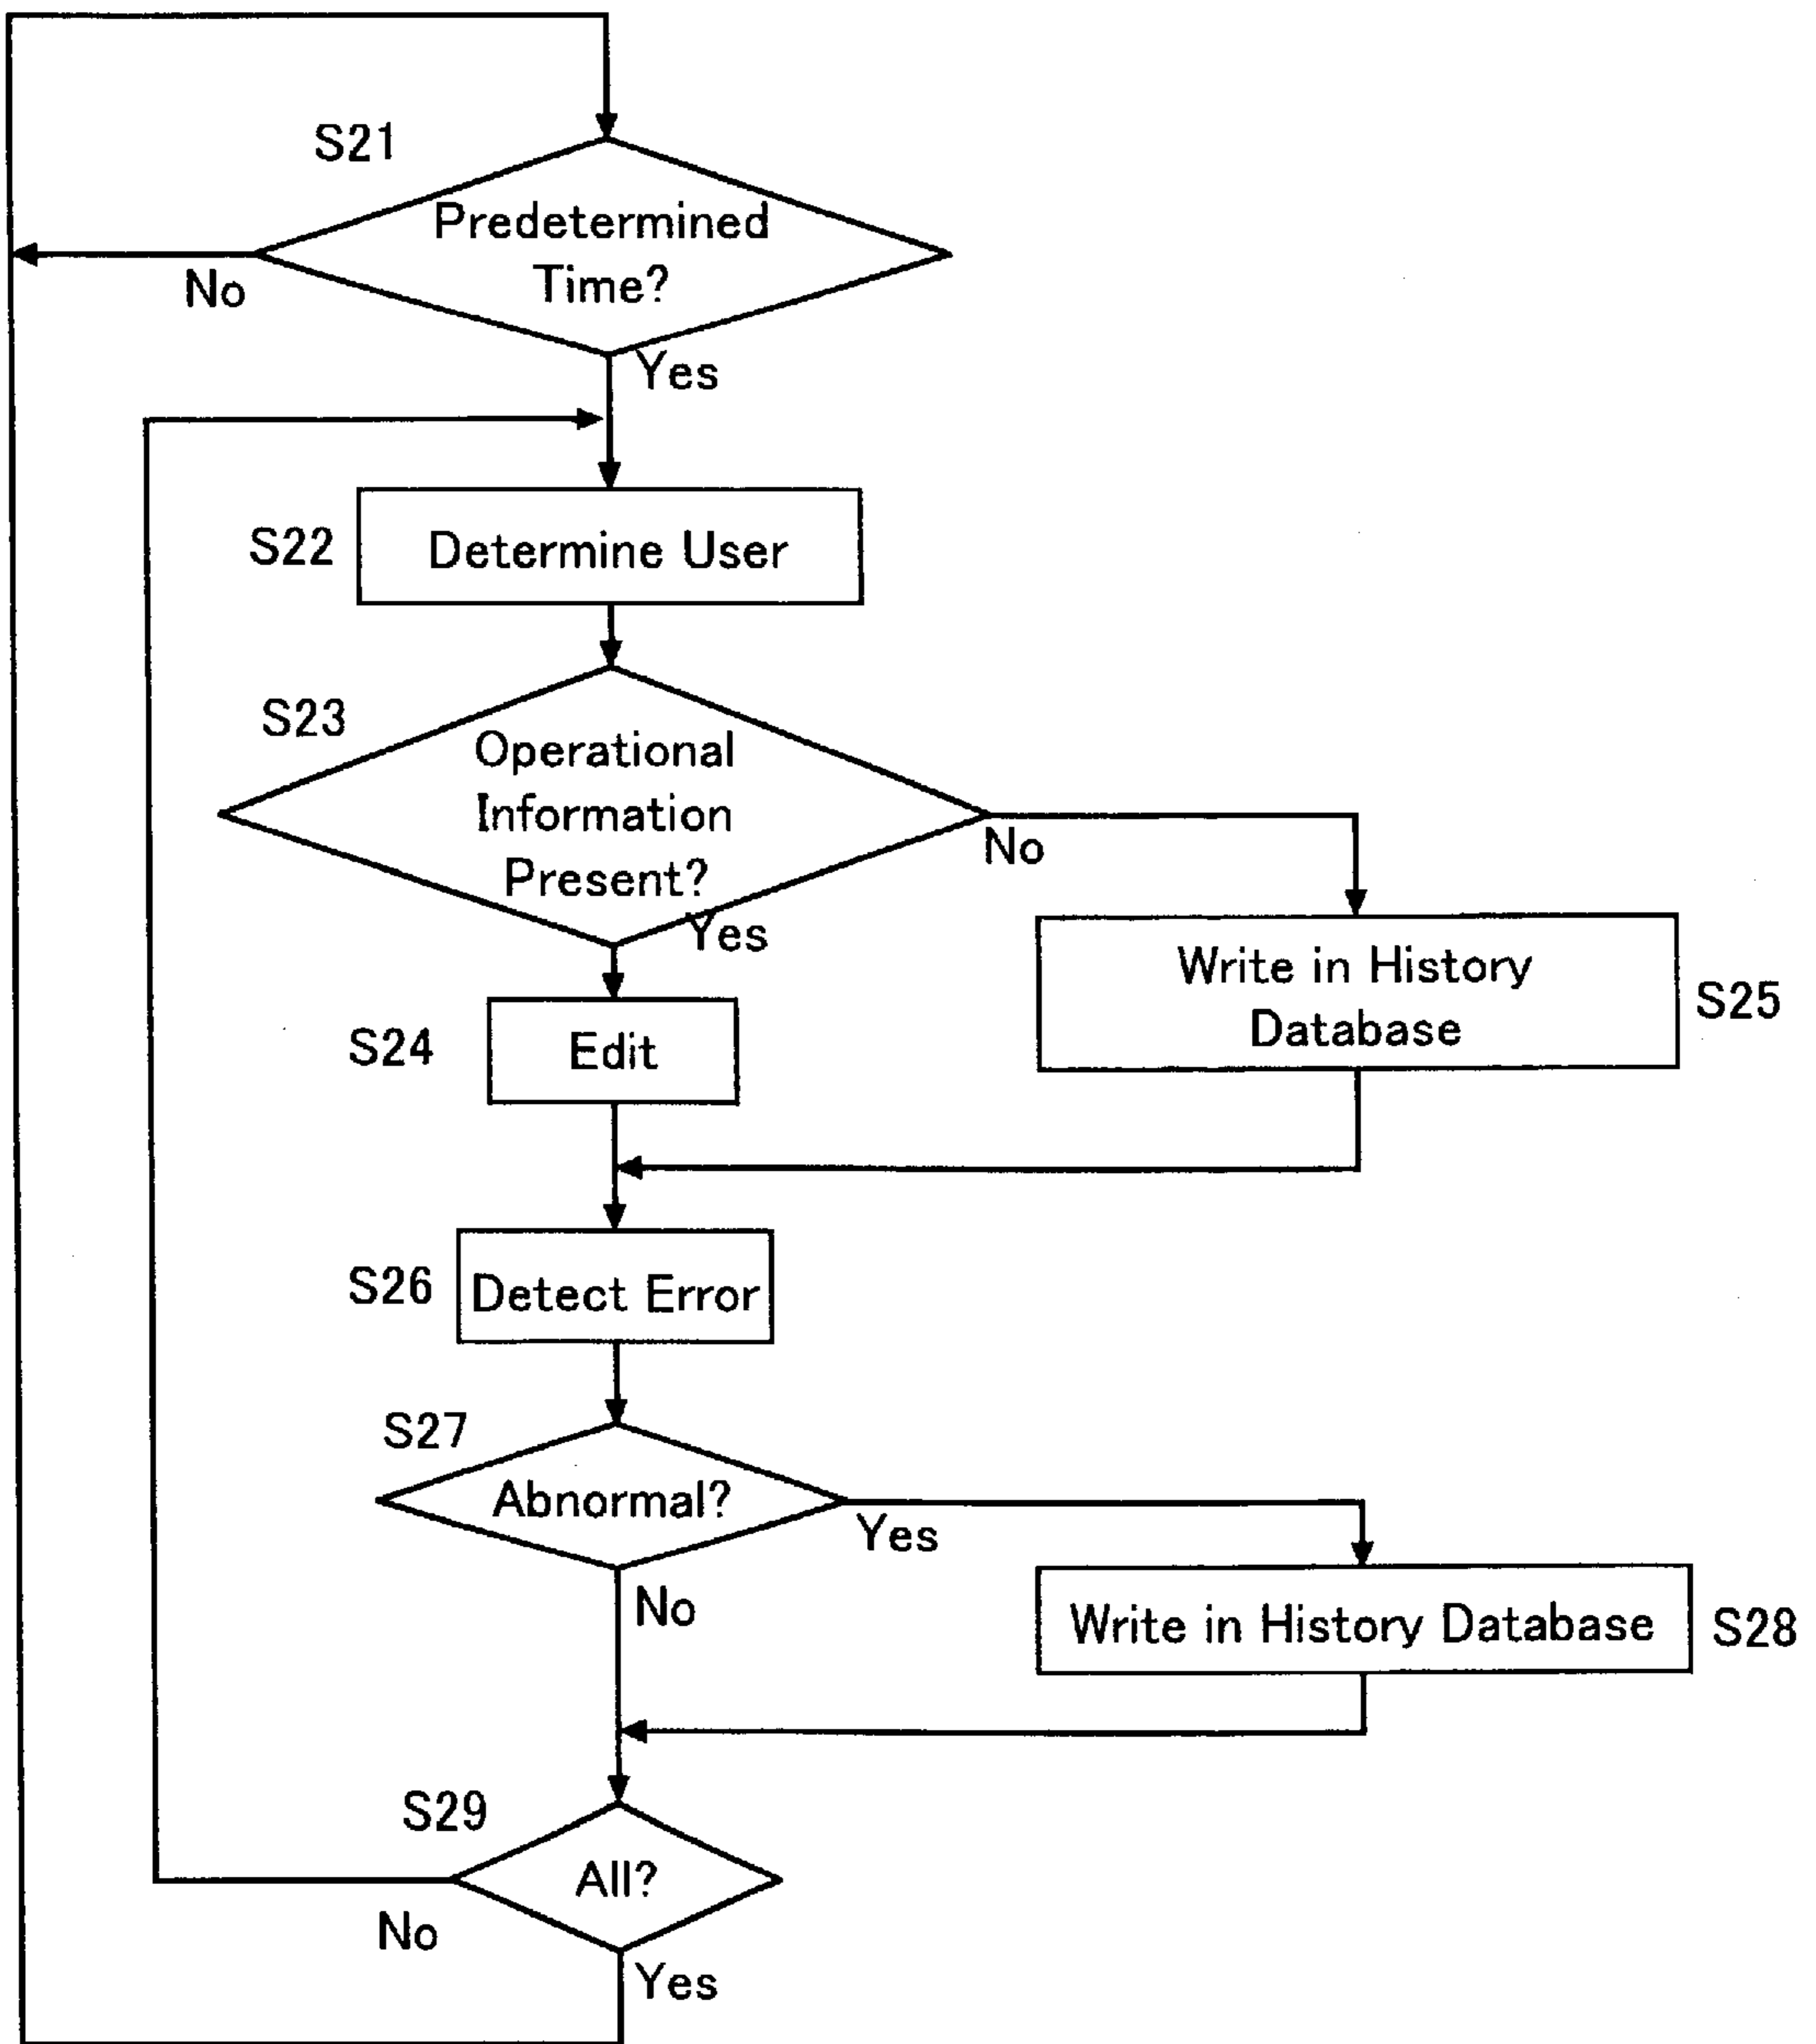 S21
Predetermined
Time?
No
Yes
S22
Determine User
S23
Operational
Information
Present?
No
Yes
Write in History
Database
S25
S24
Edit
S26
Detect Error
S27
Abnormal?
Yes
No
Write in History Database
S28
S29
All?
No
Yes